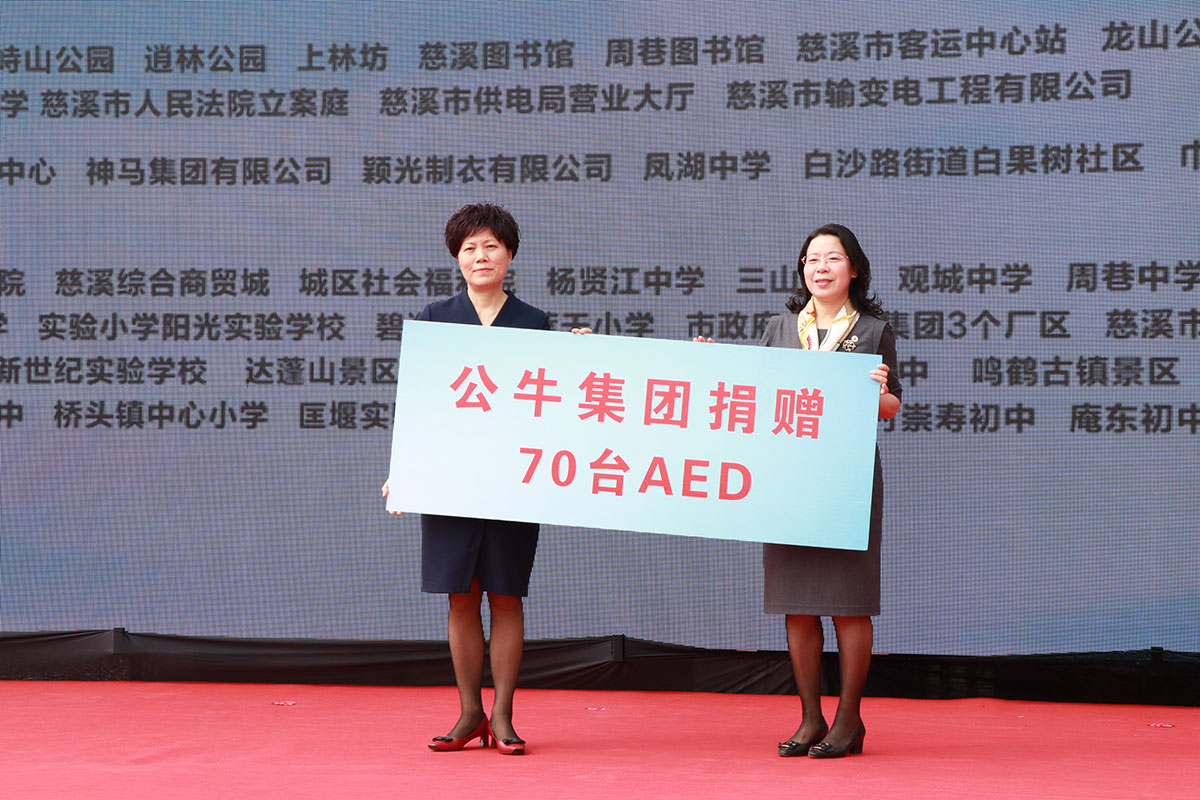 峙山公园 逍林公园 上林坊 慈溪图书馆 周巷图书馆 慈溪市客运中心站 龙山公
学 慈溪市人民法院立案庭 慈溪市供电局营业大厅 慈溪市输变电工程有限公司
中心 神马集团有限公司 颖光制衣有限公司 凤湖中学 白沙路街道白果树社区
院 慈溪综合商贸城 城区社会福 杨贤江中学 三山 观城中学 周巷中学
实验小学阳光实验学校 碧 小学 市政府 集团3个厂区 慈溪市
新世纪实验学校 达蓬山景区 中 鸣鹤古镇景区
中 桥头镇中心小学 匡堰实 崇寿初中 庵东初中
公牛集团捐赠
70台AED